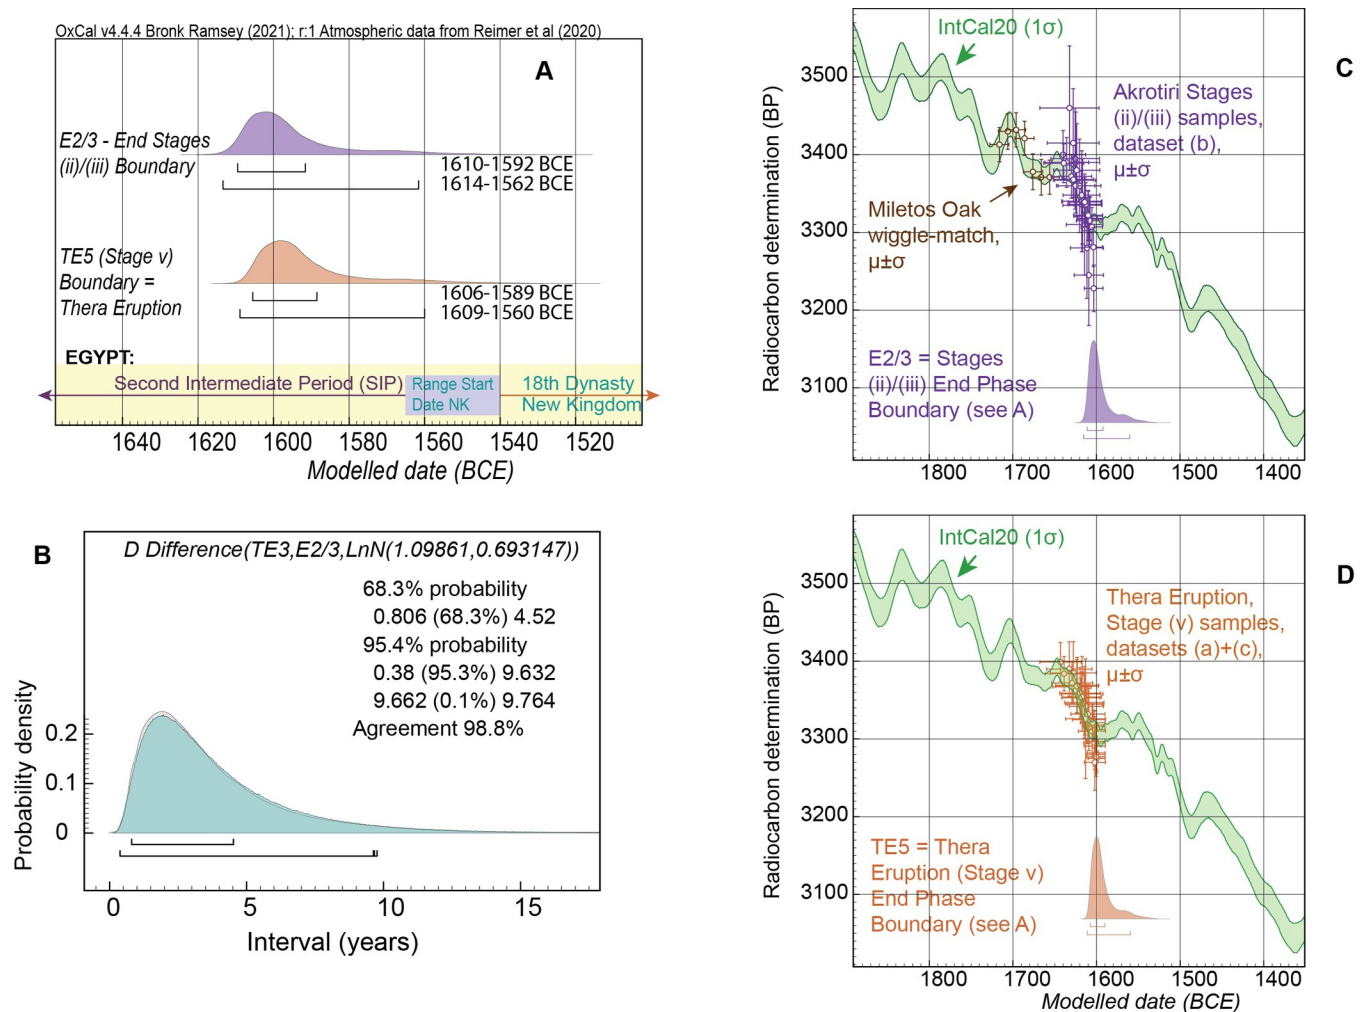 OxCal v4.4.4 Bronk Ramsey (2021); r:1 Atmospheric data from Reimer et al (2020)
A
E2/3 - End Stages
(ii)/(iii) Boundary
1610-1592 BCE
1614-1562 BCE
TE5 (Stage v)
Boundary =
Thera Eruption
1606-1589 BCE
1609-1560 BCE
EGYPT:
Second Intermediate Period (SIP)
Range Start
Date NK
18th Dynasty
New Kingdom
1640 1620 1600 1580 1560 1540 1520
Modelled date (BCE)
B
D Difference(TE3,E2/3,LnN(1.09861,0.693147))
68.3% probability
0.806 (68.3%) 4.52
95.4% probability
0.38 (95.3%) 9.632
9.662 (0.1%) 9.764
Agreement 98.8%
Probability density
0.2
0.1
0
0 5 10 15
Interval (years)
C
IntCal20 (1σ)
Akrotiri Stages
(ii)/(iii) samples,
dataset (b),
μ±σ
Miletos Oak
wiggle-match,
μ±σ
E2/3 = Stages
(ii)/(iii) End Phase
Boundary (see A)
Radiocarbon determination (BP)
3500
3400
3300
3200
3100
1800 1700 1600 1500 1400
D
IntCal20 (1σ)
Thera Eruption,
Stage (v) samples,
datasets (a)+(c),
μ±σ
TE5 = Thera
Eruption (Stage v)
End Phase
Boundary (see A)
Radiocarbon determination (BP)
3500
3400
3300
3200
3100
1800 1700 1600 1500 1400
Modelled date (BCE)